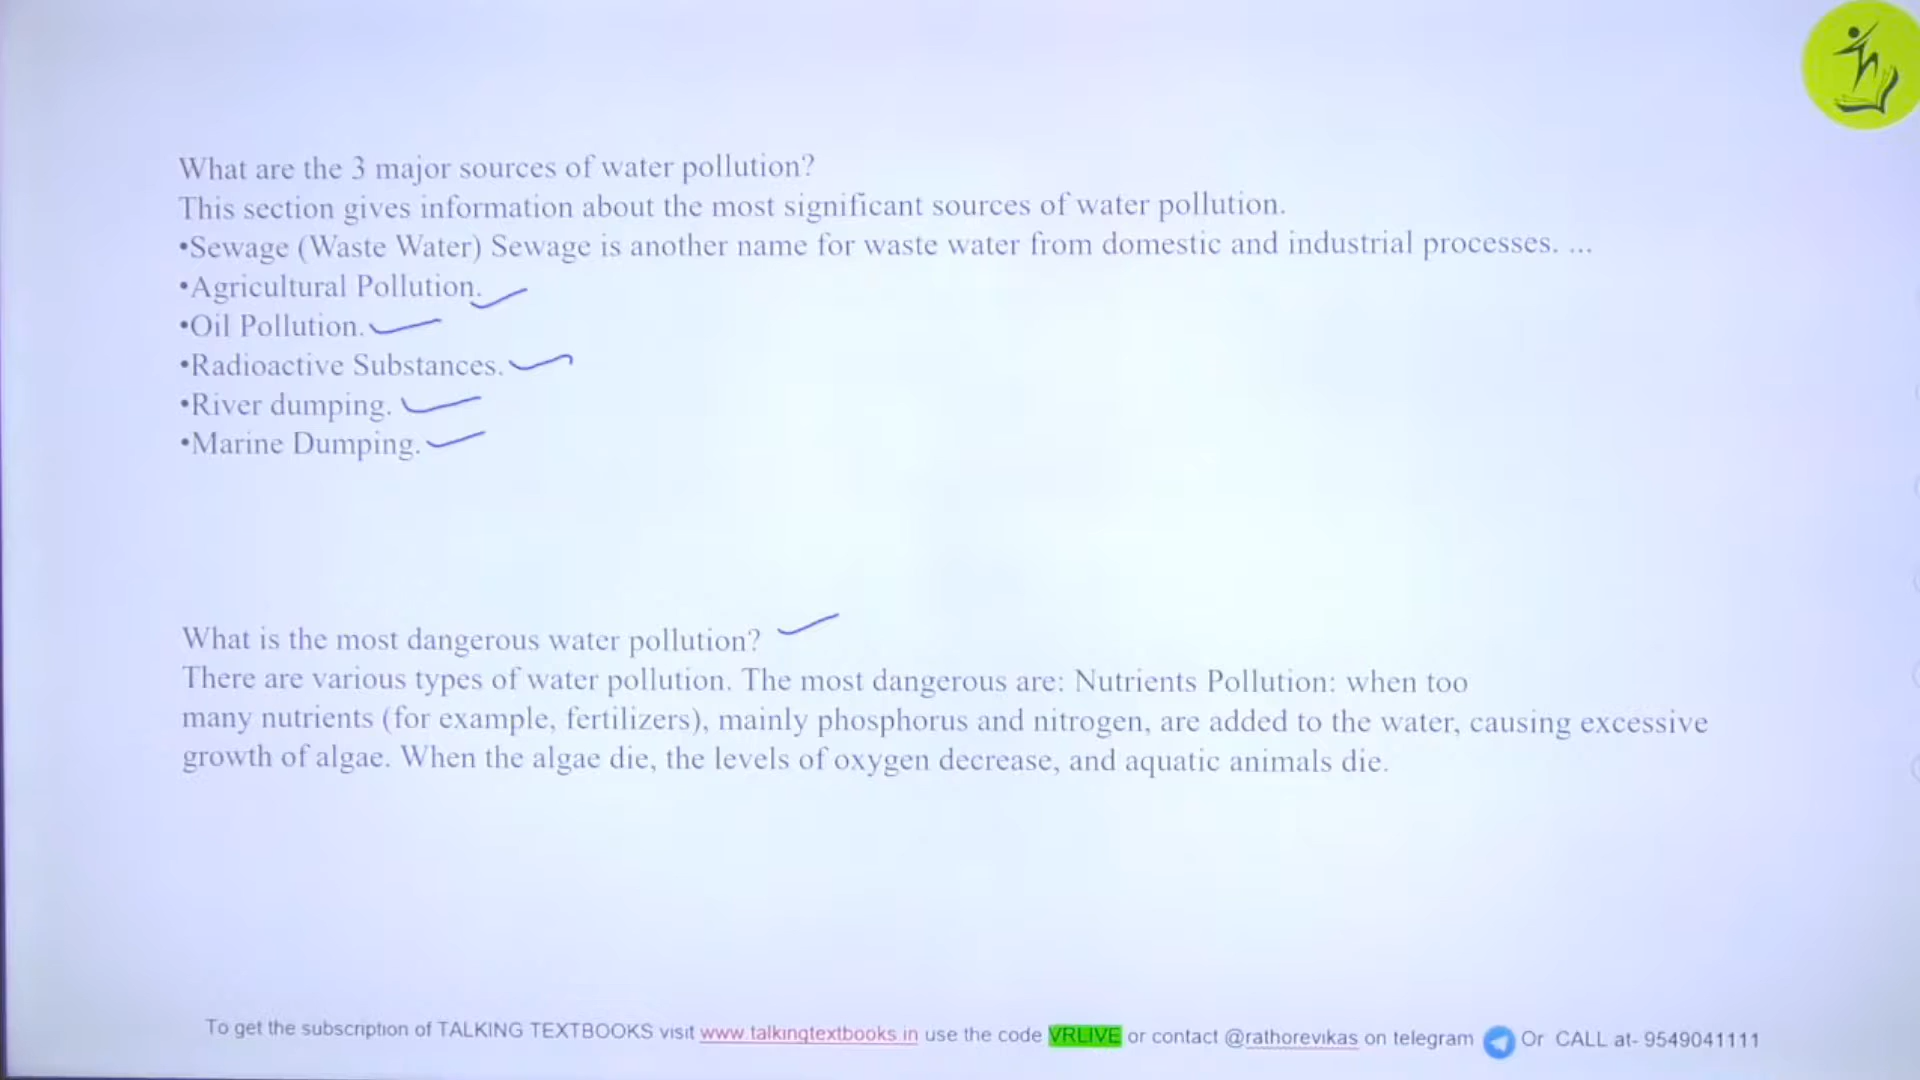 What are the 3 major sources of water pollution?
This section gives information about the most significant sources of water pollution.
•Sewage (Waste Water) Sewage is another name for waste water from domestic and industrial processes. ...
•Agricultural Pollution.
•Oil Pollution.
•Radioactive Substances.
•River dumping.
•Marine Dumping.
What is the most dangerous water pollution?
There are various types of water pollution. The most dangerous are: Nutrients Pollution: when too
many nutrients (for example, fertilizers), mainly phosphorus and nitrogen, are added to the water, causing excessive
growth of algae. When the algae die, the levels of oxygen decrease, and aquatic animals die.
To get the subscription of TALKING TEXTBOOKS visit www.talkingtextbooks.in use the code VRLIVE or contact @rathorevikas on telegram Or CALL at- 9549041111